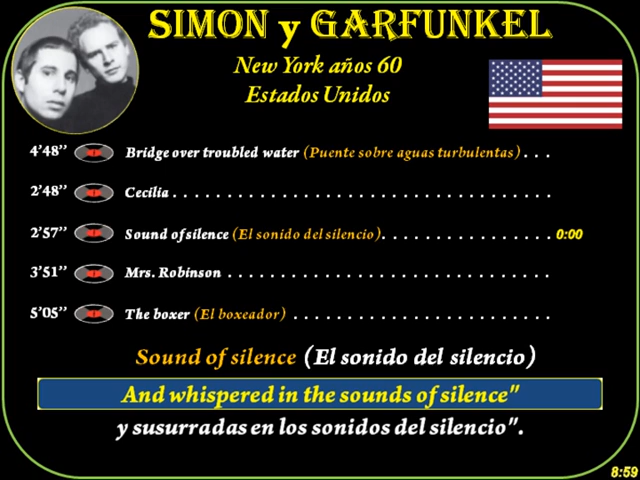 SIMON y GARFUNKEL
New York años 60
Estados Unidos
4'48'' Bridge over troubled water (Puente sobre aguas turbulentas) . . .
2'48'' Cecilia . . . . . . . . . . . . . . . . . . . . . . . . . . . . . . . . . . .
2'57'' Sound of silence (El sonido del silencio). . . . . . . . . . . . . . . . 0:00
3'51'' Mrs. Robinson . . . . . . . . . . . . . . . . . . . . . . . . . . . . . .
5'05'' The boxer (El boxeador) . . . . . . . . . . . . . . . . . . . . . . . .
Sound of silence (El sonido del silencio)
And whispered in the sounds of silence"
y susurradas en los sonidos del silencio".
8:59